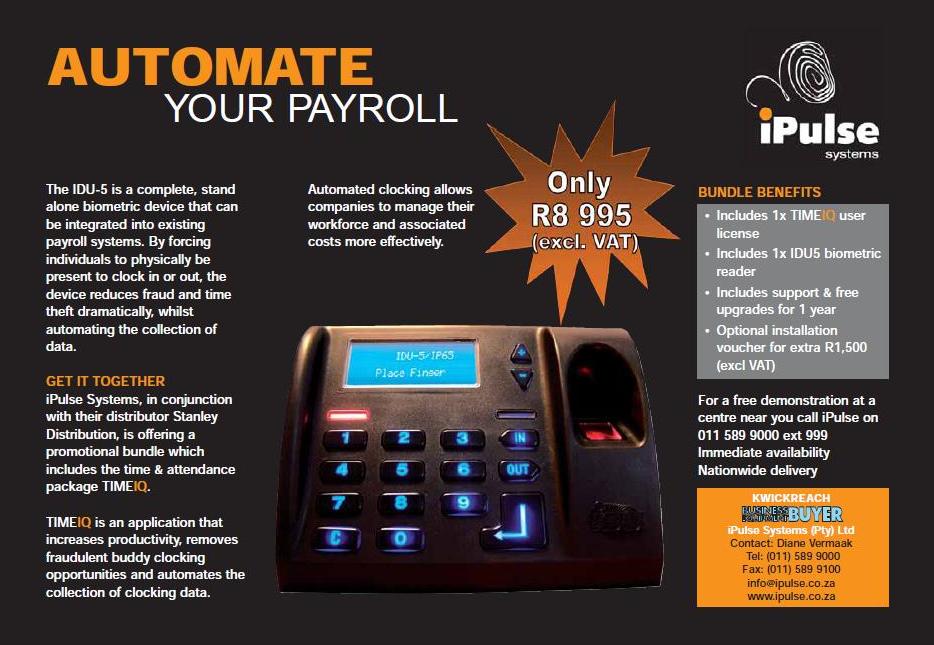 AUTOMATE
YOUR PAYROLL
iPulse
systems
The IDU-5 is a complete, stand
alone biometric device that can
be integrated into existing
payroll systems. By forcing
individuals to physically be
present to clock in or out, the
device reduces fraud and time
theft dramatically, whilst
automating the collection of
data.
GET IT TOGETHER
iPulse Systems, in conjunction
with their distributor Stanley
Distribution, is offering a
promotional bundle which
includes the time & attendance
package TIMEIQ.
TIMEIQ is an application that
increases productivity, removes
fraudulent buddy clocking
opportunities and automates the
collection of clocking data.
Automated clocking allows
companies to manage their
workforce and associated
costs more effectively.
Only
R8 995
(excl. VAT)
IDU-5/IP65
Place Finger
+
-
1 2 3 IN
4 5 6 OUT
7 8 9
C 0
BUNDLE BENEFITS
• Includes 1x TIMEIQ user
license
• Includes 1x IDU5 biometric
reader
• Includes support & free
upgrades for 1 year
• Optional installation
voucher for extra R1,500
(excl VAT)
For a free demonstration at a
centre near you call iPulse on
011 589 9000 ext 999
Immediate availability
Nationwide delivery
KWICKREACH
BUSINESS
EQUIPMENT BUYER
iPulse Systems (Pty) Ltd
Contact: Diane Vermaak
Tel: (011) 589 9000
Fax: (011) 589 9100
info@ipulse.co.za
www.ipulse.co.za